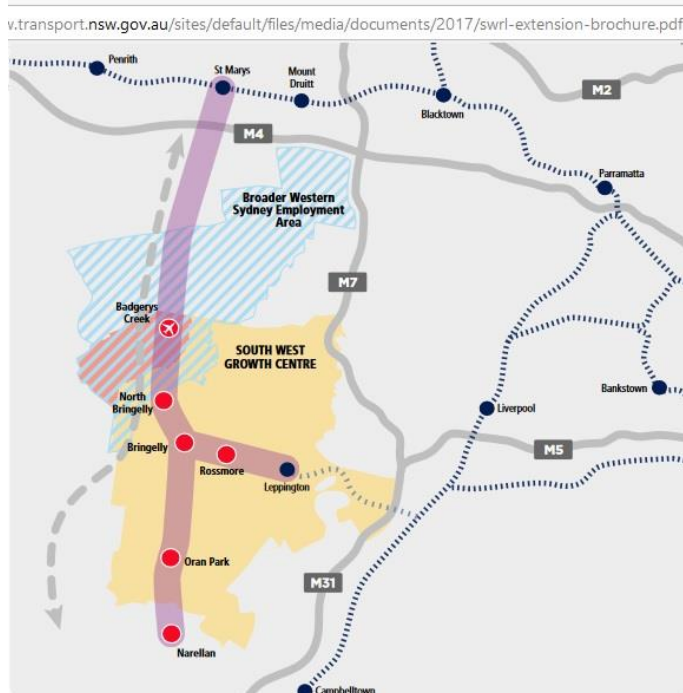 v.transport.nsw.gov.au/sites/default/files/media/documents/2017/swrl-extension-brochure.pdf
Penrith
St Marys
Mount
Druitt
Blacktown
M2
M4
Parramatta
Broader Western
Sydney Employment
Area
M7
Badgerys
Creek
SOUTH WEST
GROWTH CENTRE
North
Bringelly
Bankstown
Liverpool
Bringelly
Rossmore
M5
Leppington
Oran Park
M31
Narellan
Campbelltown